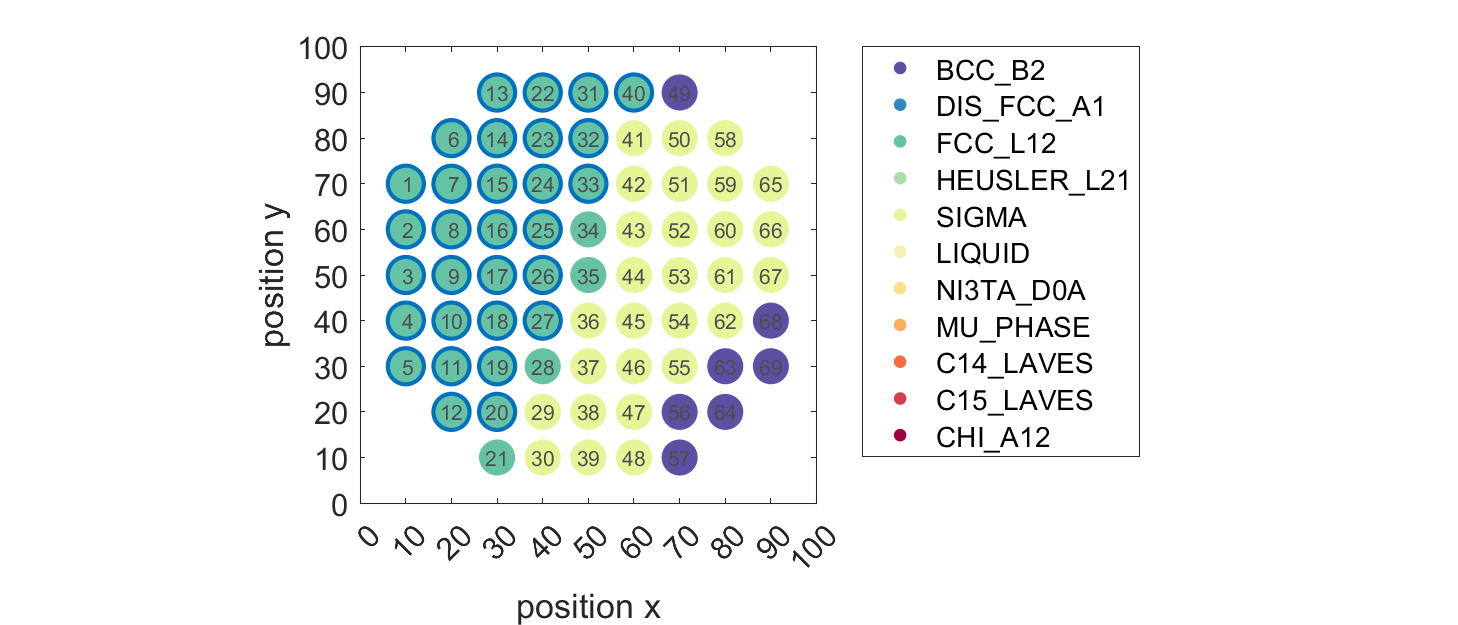 100
90
80
70
60
50
40
30
20
10
0
position y
13 22 31 40 49
6 14 23 32 41 50 58
1 7 15 24 33 42 51 59 65
2 8 16 25 34 43 52 60 66
3 9 17 26 35 44 53 61 67
4 10 18 27 36 45 54 62 68
5 11 19 28 37 46 55 63 69
12 20 29 38 47 56 64
21 30 39 48 57
0 10 20 30 40 50 60 70 80 90 100
position x
BCC_B2
DIS_FCC_A1
FCC_L12
HEUSLER_L21
SIGMA
LIQUID
NI3TA_D0A
MU_PHASE
C14_LAVES
C15_LAVES
CHI_A12